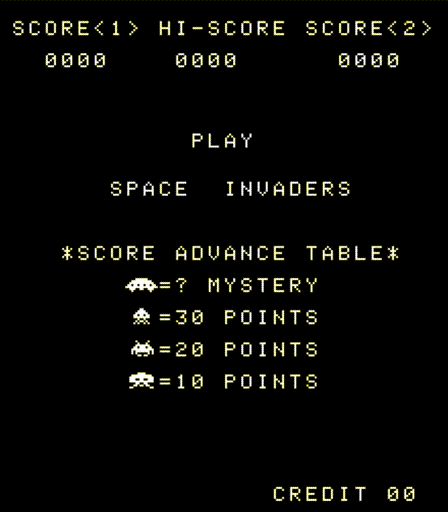 SCORE<1> HI-SCORE SCORE<2>
0000 0000 0000
PLAY
SPACE INVADERS
*SCORE ADVANCE TABLE*
=? MYSTERY
=30 POINTS
=20 POINTS
=10 POINTS
CREDIT 00